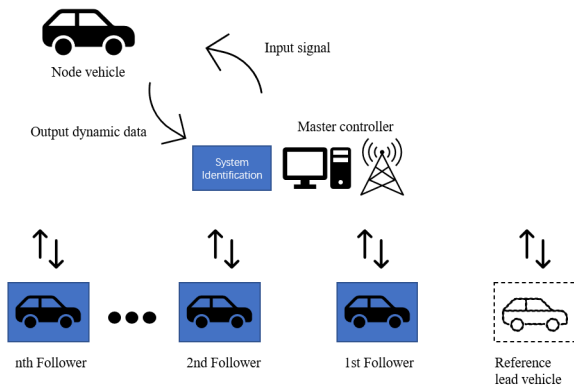 Input signal
Node vehicle
Output dynamic data
Master controller
System
Identification
nth Follower
2nd Follower
1st Follower
Reference
lead vehicle